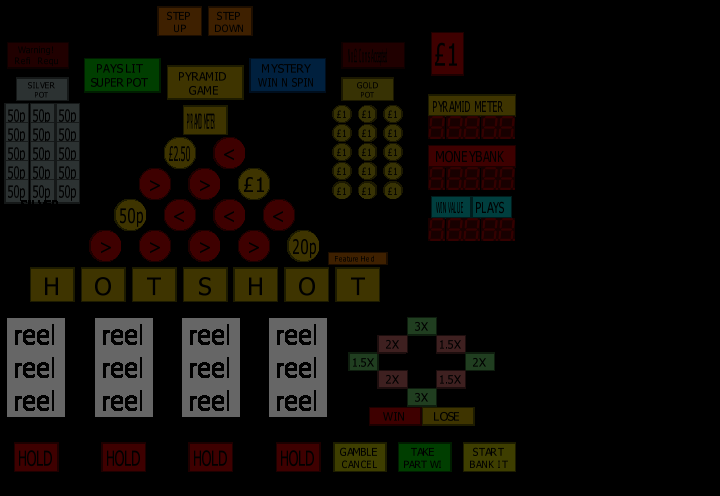 STEP
UP
STEP
DOWN
£1
PAYS LIT
SUPER POT
PYRAMID
GAME
MYSTERY
WIN N SPIN
SILVER
POT
GOLD
POT
PYRAMID METER
50p 50p 50p
50p 50p 50p
50p 50p 50p
50p 50p 50p
50p 50p 50p
£1 £1 £1
£1 £1 £1
£1 £1 £1
£1 £1 £1
£1 £1 £1
MONEYBANK
WIN VALUE
PLAYS
£2.50 <
> > £1
50p < < <
> > > > 20p
Feature Held
H O T S H O T
reel reel reel reel
reel reel reel reel
reel reel reel reel
3X
2X 1.5X
1.5X 2X
2X 1.5X
3X
WIN LOSE
HOLD HOLD HOLD HOLD
GAMBLE
CANCEL
TAKE
PART WI
START
BANK IT